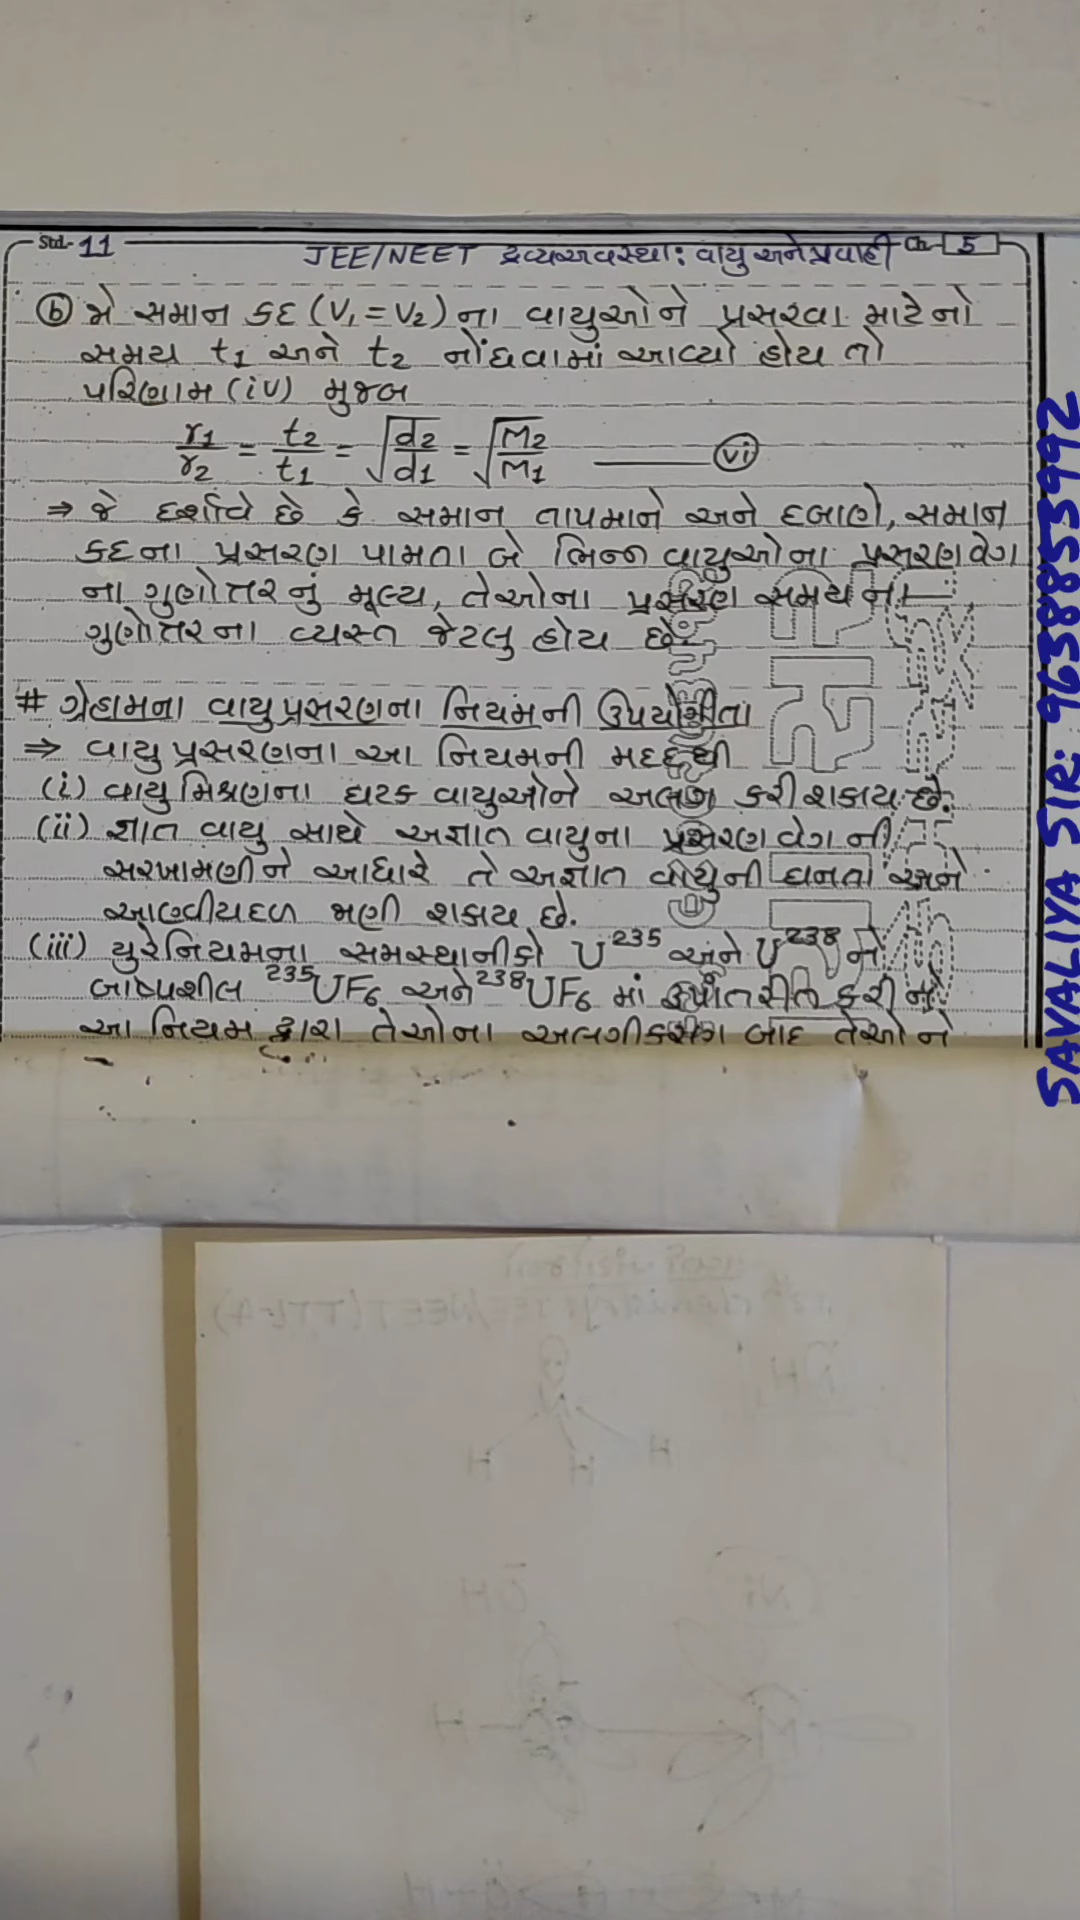 Std.- 11 JEE/NEET દ્રવ્યઅવસ્થા: વાયુ અને પ્રવાહી Ch- 5
(b) જો સમાન કદ (V₁ = V₂) ના વાયુઓને પ્રસરવા માટેનો
સમય t₁ અને t₂ નોંધવામાં આવ્યો હોય તો
પરિણામ (iv) મુજબ
r₁/r₂ = t₂/t₁ = √(d₂/d₁) = √(M₂/M₁) ——— (vi)
⇒ જે દર્શાવે છે કે સમાન તાપમાને અને દબાણે, સમાન
કદના પ્રસરણ પામતા બે ભિન્ન વાયુઓના પ્રસરણવેગ
ના ગુણોત્તરનું મૂલ્ય, તેઓના પ્રસરણ સમયના
ગુણોત્તરના વ્યસ્ત જેટલુ હોય છે.
# ગ્રેહામના વાયુપ્રસરણના નિયમની ઉપયોગીતા
⇒ વાયુ પ્રસરણના આ નિયમની મદદથી
(i) વાયુમિશ્રણના ઘટક વાયુઓને અલગ કરી શકાય છે.
(ii) જ્ઞાત વાયુ સાથે અજ્ઞાત વાયુના પ્રસરણ વેગની
સરખામણીને આધારે તે અજ્ઞાત વાયુની ઘનતા અને
આણ્વીયદળ જાણી શકાય છે.
(iii) યુરેનિયમના સમસ્થાનીકો U²³⁵ અને U²³⁸ ને
બાષ્પશીલ ²³⁵UF₆ અને ²³⁸UF₆ માં રૂપાંતરીત કરીને
આ નિયમ દ્વારા તેઓના અલગીકરણ બાદ તેઓને
SAVALIYA SIR: 9638853992